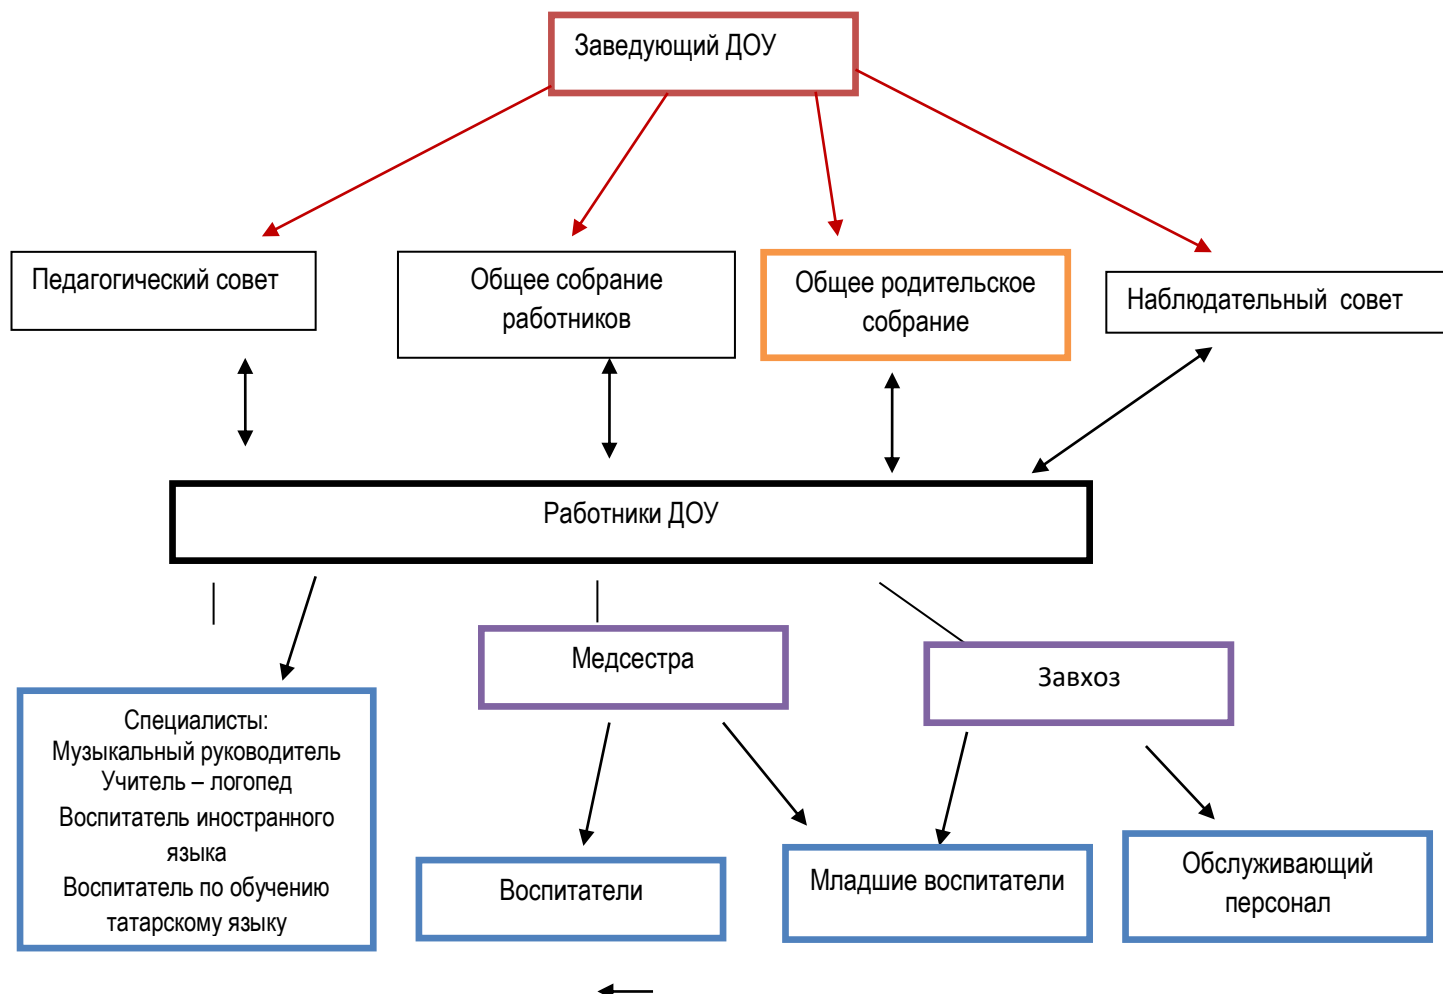 Заведующий ДОУ
Педагогический совет
Общее собрание
работников
Общее родительское
собрание
Наблюдательный совет
Работники ДОУ
Медсестра
Завхоз
Специалисты:
Музыкальный руководитель
Учитель – логопед
Воспитатель иностранного
языка
Воспитатель по обучению
татарскому языку
Воспитатели
Младшие воспитатели
Обслуживающий
персонал